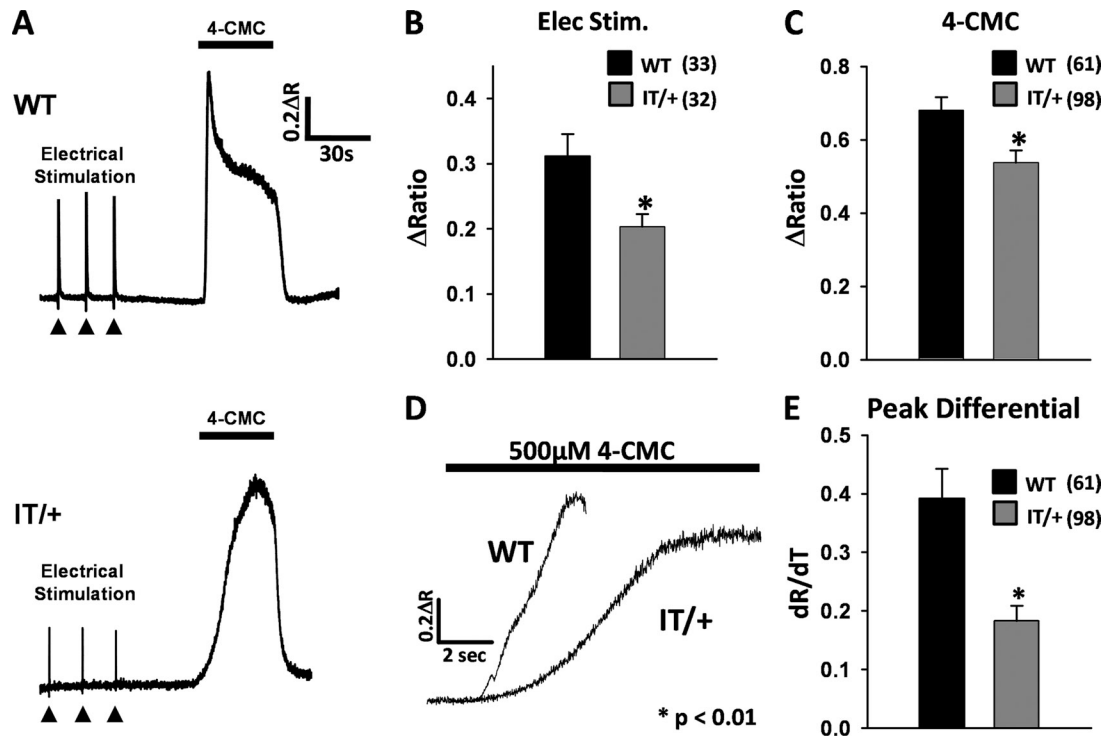 A
4-CMC
WT
0.2ΔR
30s
Electrical
Stimulation
4-CMC
IT/+
Electrical
Stimulation
B
Elec Stim.
WT (33)
IT/+ (32)
ΔRatio
0.4
0.3
0.2
0.1
0.0
*
C
4-CMC
WT (61)
IT/+ (98)
ΔRatio
0.8
0.6
0.4
0.2
0.0
*
D
500μM 4-CMC
WT
IT/+
0.2ΔR
2 sec
* p < 0.01
E
Peak Differential
WT (61)
IT/+ (98)
dR/dT
0.5
0.4
0.3
0.2
0.1
0.0
*